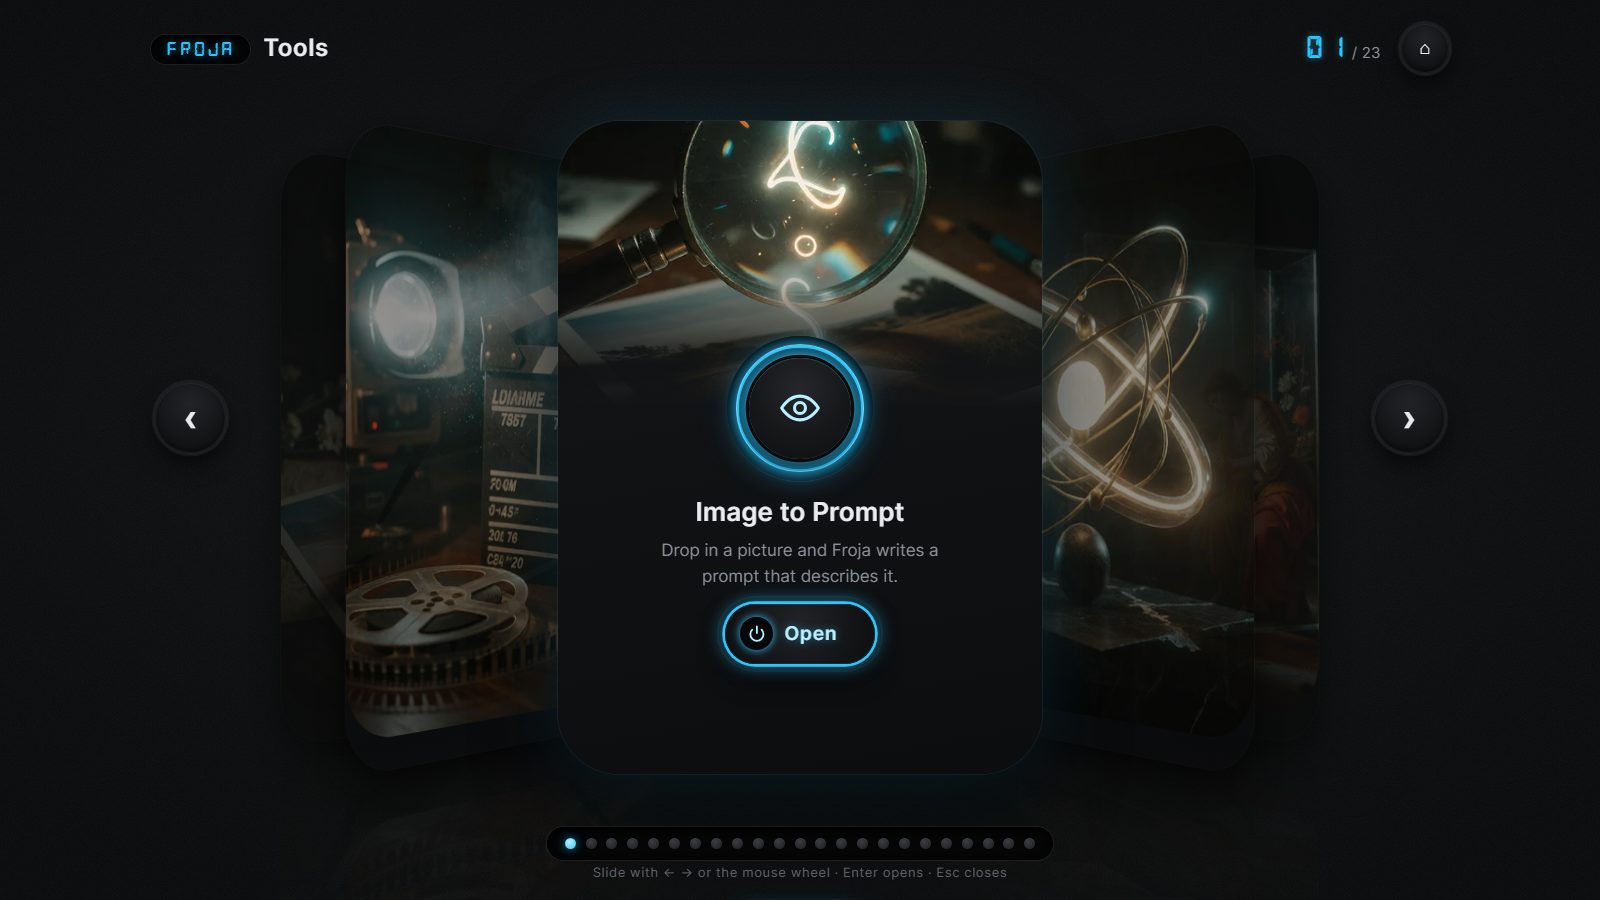 FROJA Tools
01 / 23
Image to Prompt
Drop in a picture and Froja writes a
prompt that describes it.
Open
Slide with ← → or the mouse wheel · Enter opens · Esc closes